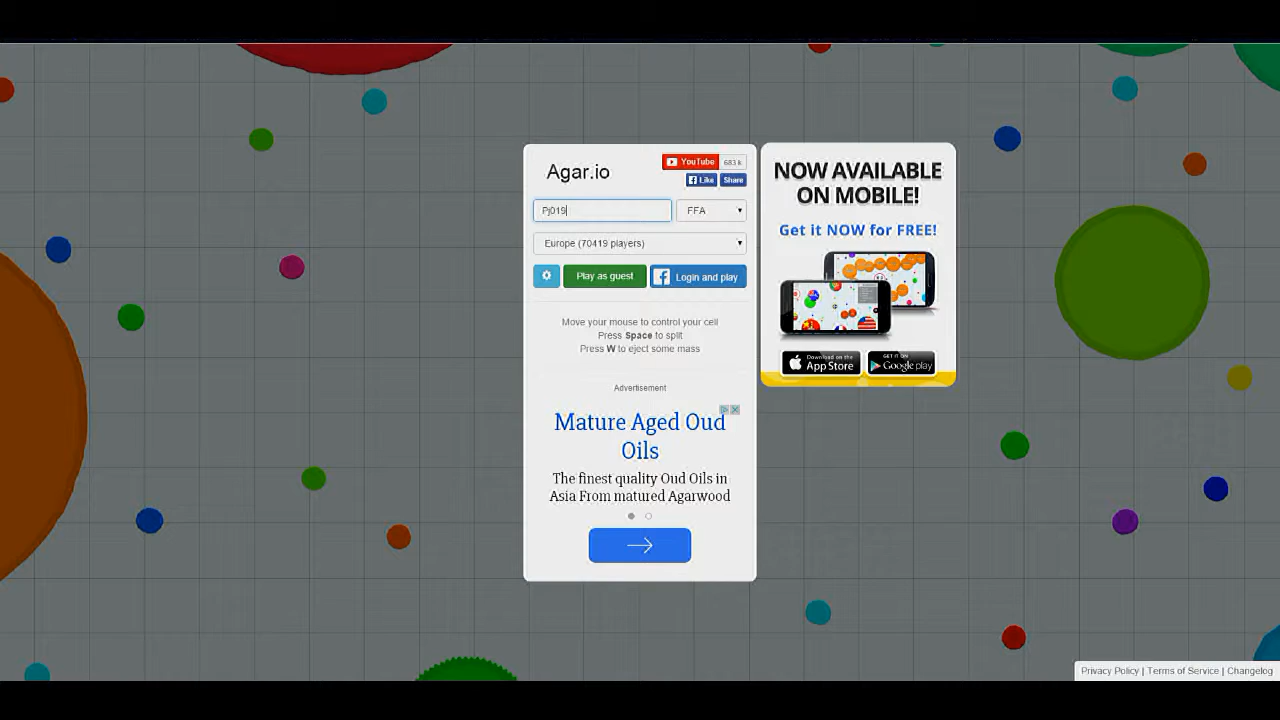 Agar.io
YouTube 683 k
Like Share
Pj019
FFA
Europe (70419 players)
Play as guest
Login and play
Move your mouse to control your cell
Press Space to split
Press W to eject some mass
Advertisement
Mature Aged Oud
Oils
The finest quality Oud Oils in
Asia From matured Agarwood
NOW AVAILABLE
ON MOBILE!
Get it NOW for FREE!
Download on the
App Store
GET IT ON
Google play
Privacy Policy | Terms of Service | Changelog